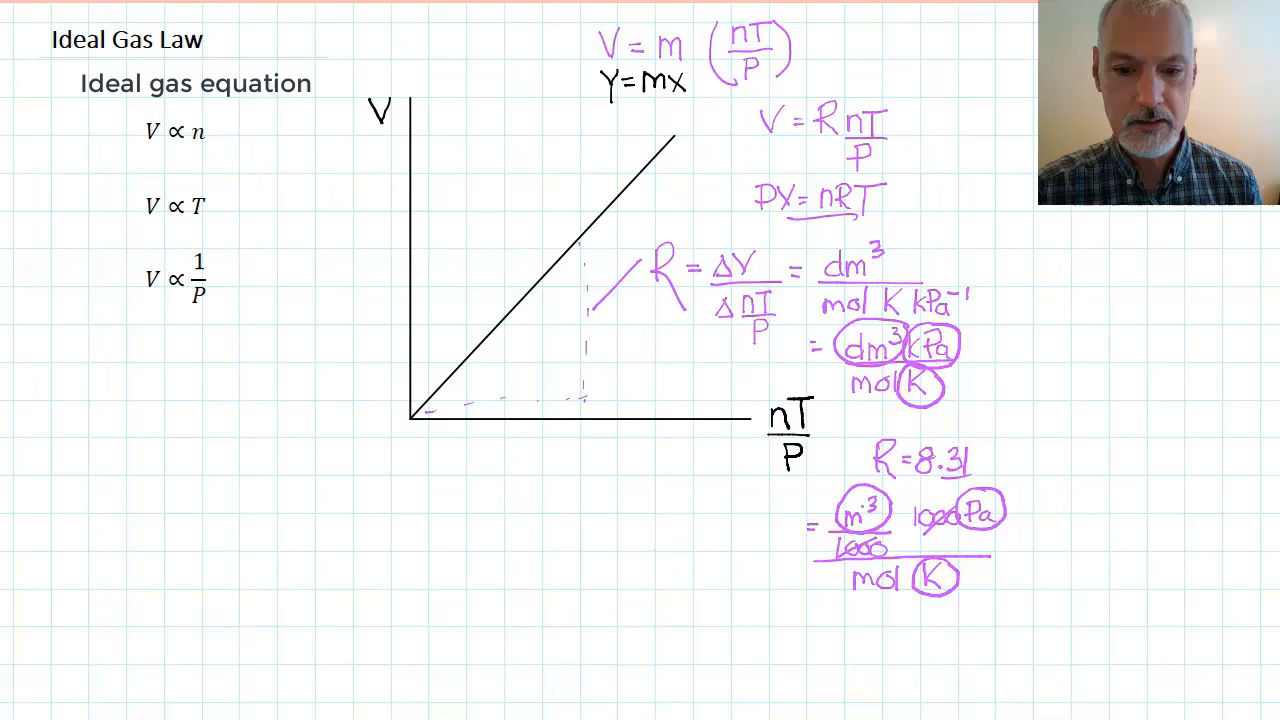 Ideal Gas Law
Ideal gas equation
V ∝ n
V ∝ T
V ∝ 1/P
V
nT/P
V = m (nT/P)
Y = mx
V = R nT/P
PV = nRT
R = ΔV / Δ(nT/P) = dm³ / mol K kPa⁻¹
= dm³ kPa / mol K
R = 8.31
= (m³/1000) 1000 Pa / mol K